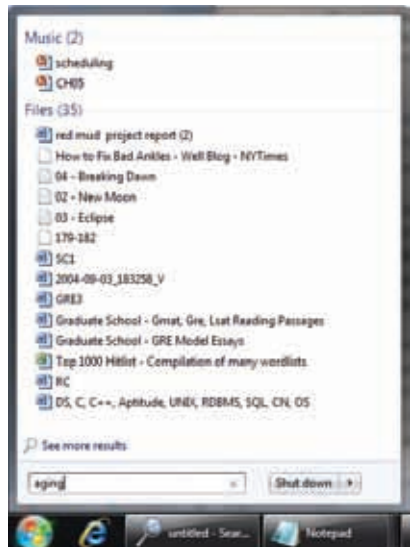 Music (2)
scheduling
CH05
Files (35)
red mud project report (2)
How to Fix Bad Ankles - Well Blog - NYTimes
04 - Breaking Dawn
02 - New Moon
03 - Eclipse
179-182
SC1
2004-09-03_183258_V
GRE3
Graduate School - Gmat, Gre, Lsat Reading Passages
Graduate School - GRE Model Essays
Top 1000 Hitlist - Compilation of many wordlists
RC
DS, C, C++, Aptitude, UNIX, RDBMS, SQL, CN, OS
See more results
aging
Shut down
untitled - Sear...
Notepad